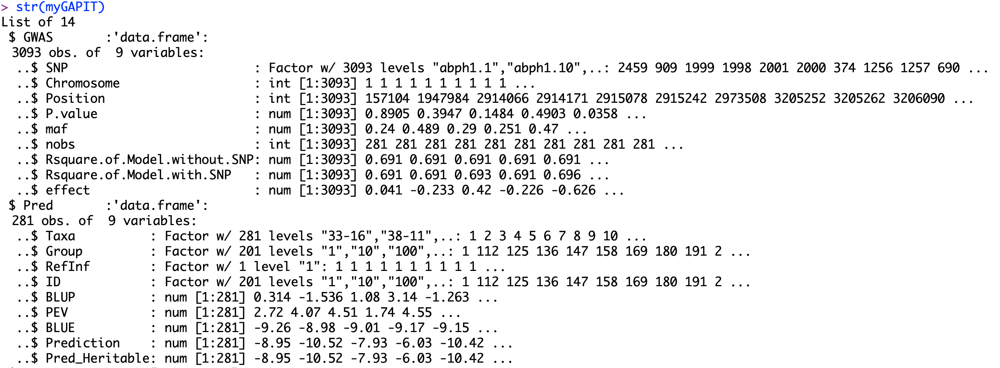 > str(myGAPIT)
List of 14
 $ GWAS       :'data.frame':
  3093 obs. of  9 variables:
  ..$ SNP                      : Factor w/ 3093 levels "abph1.1","abph1.10",..: 2459 909 1999 1998 2001 2000 374 1256 1257 690 ...
  ..$ Chromosome               : int [1:3093] 1 1 1 1 1 1 1 1 1 1 ...
  ..$ Position                 : int [1:3093] 157104 1947984 2914066 2914171 2915078 2915242 2973508 3205252 3205262 3206090 ...
  ..$ P.value                  : num [1:3093] 0.8905 0.3947 0.1484 0.4903 0.0358 ...
  ..$ maf                      : num [1:3093] 0.24 0.489 0.29 0.251 0.47 ...
  ..$ nobs                     : int [1:3093] 281 281 281 281 281 281 281 281 281 281 ...
  ..$ Rsquare.of.Model.without.SNP: num [1:3093] 0.691 0.691 0.691 0.691 0.691 ...
  ..$ Rsquare.of.Model.with.SNP   : num [1:3093] 0.691 0.691 0.693 0.691 0.696 ...
  ..$ effect                   : num [1:3093] 0.041 -0.233 0.42 -0.226 -0.626 ...
 $ Pred       :'data.frame':
  281 obs. of  9 variables:
  ..$ Taxa          : Factor w/ 281 levels "33-16","38-11",..: 1 2 3 4 5 6 7 8 9 10 ...
  ..$ Group         : Factor w/ 201 levels "1","10","100",..: 1 112 125 136 147 158 169 180 191 2 ...
  ..$ RefInf        : Factor w/ 1 level "1": 1 1 1 1 1 1 1 1 1 1 ...
  ..$ ID            : Factor w/ 201 levels "1","10","100",..: 1 112 125 136 147 158 169 180 191 2 ...
  ..$ BLUP          : num [1:281] 0.314 -1.536 1.08 3.14 -1.263 ...
  ..$ PEV           : num [1:281] 2.72 4.07 4.51 1.74 4.55 ...
  ..$ BLUE          : num [1:281] -9.26 -8.98 -9.01 -9.17 -9.15 ...
  ..$ Prediction    : num [1:281] -8.95 -10.52 -7.93 -6.03 -10.42 ...
  ..$ Pred_Heritable: num [1:281] -8.95 -10.52 -7.93 -6.03 -10.42 ...